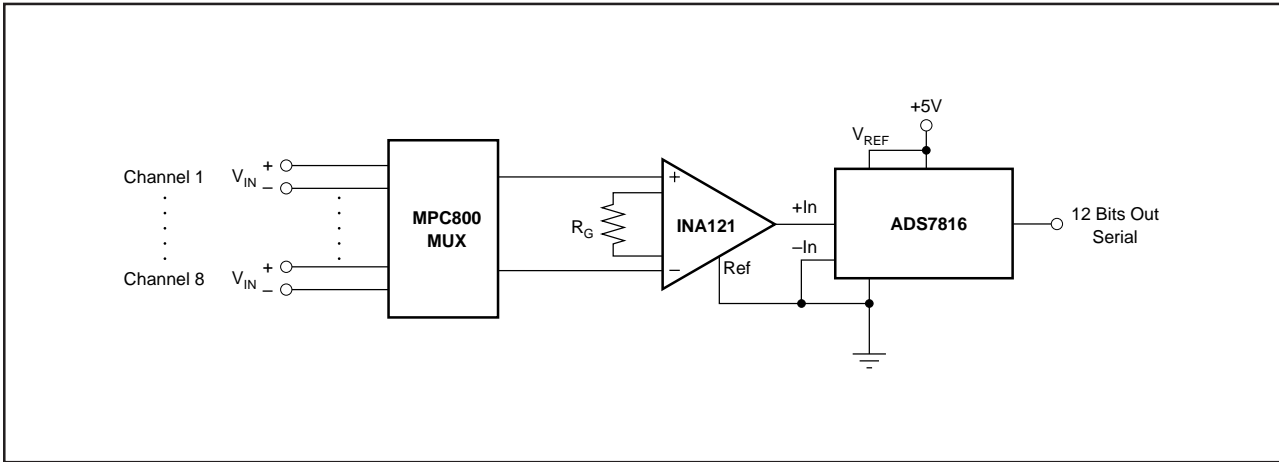 Channel 1
V_IN
+
–
Channel 8
V_IN
+
–
MPC800
MUX
R_G
+
INA121
–
Ref
+5V
V_REF
+In
–In
ADS7816
12 Bits Out
Serial